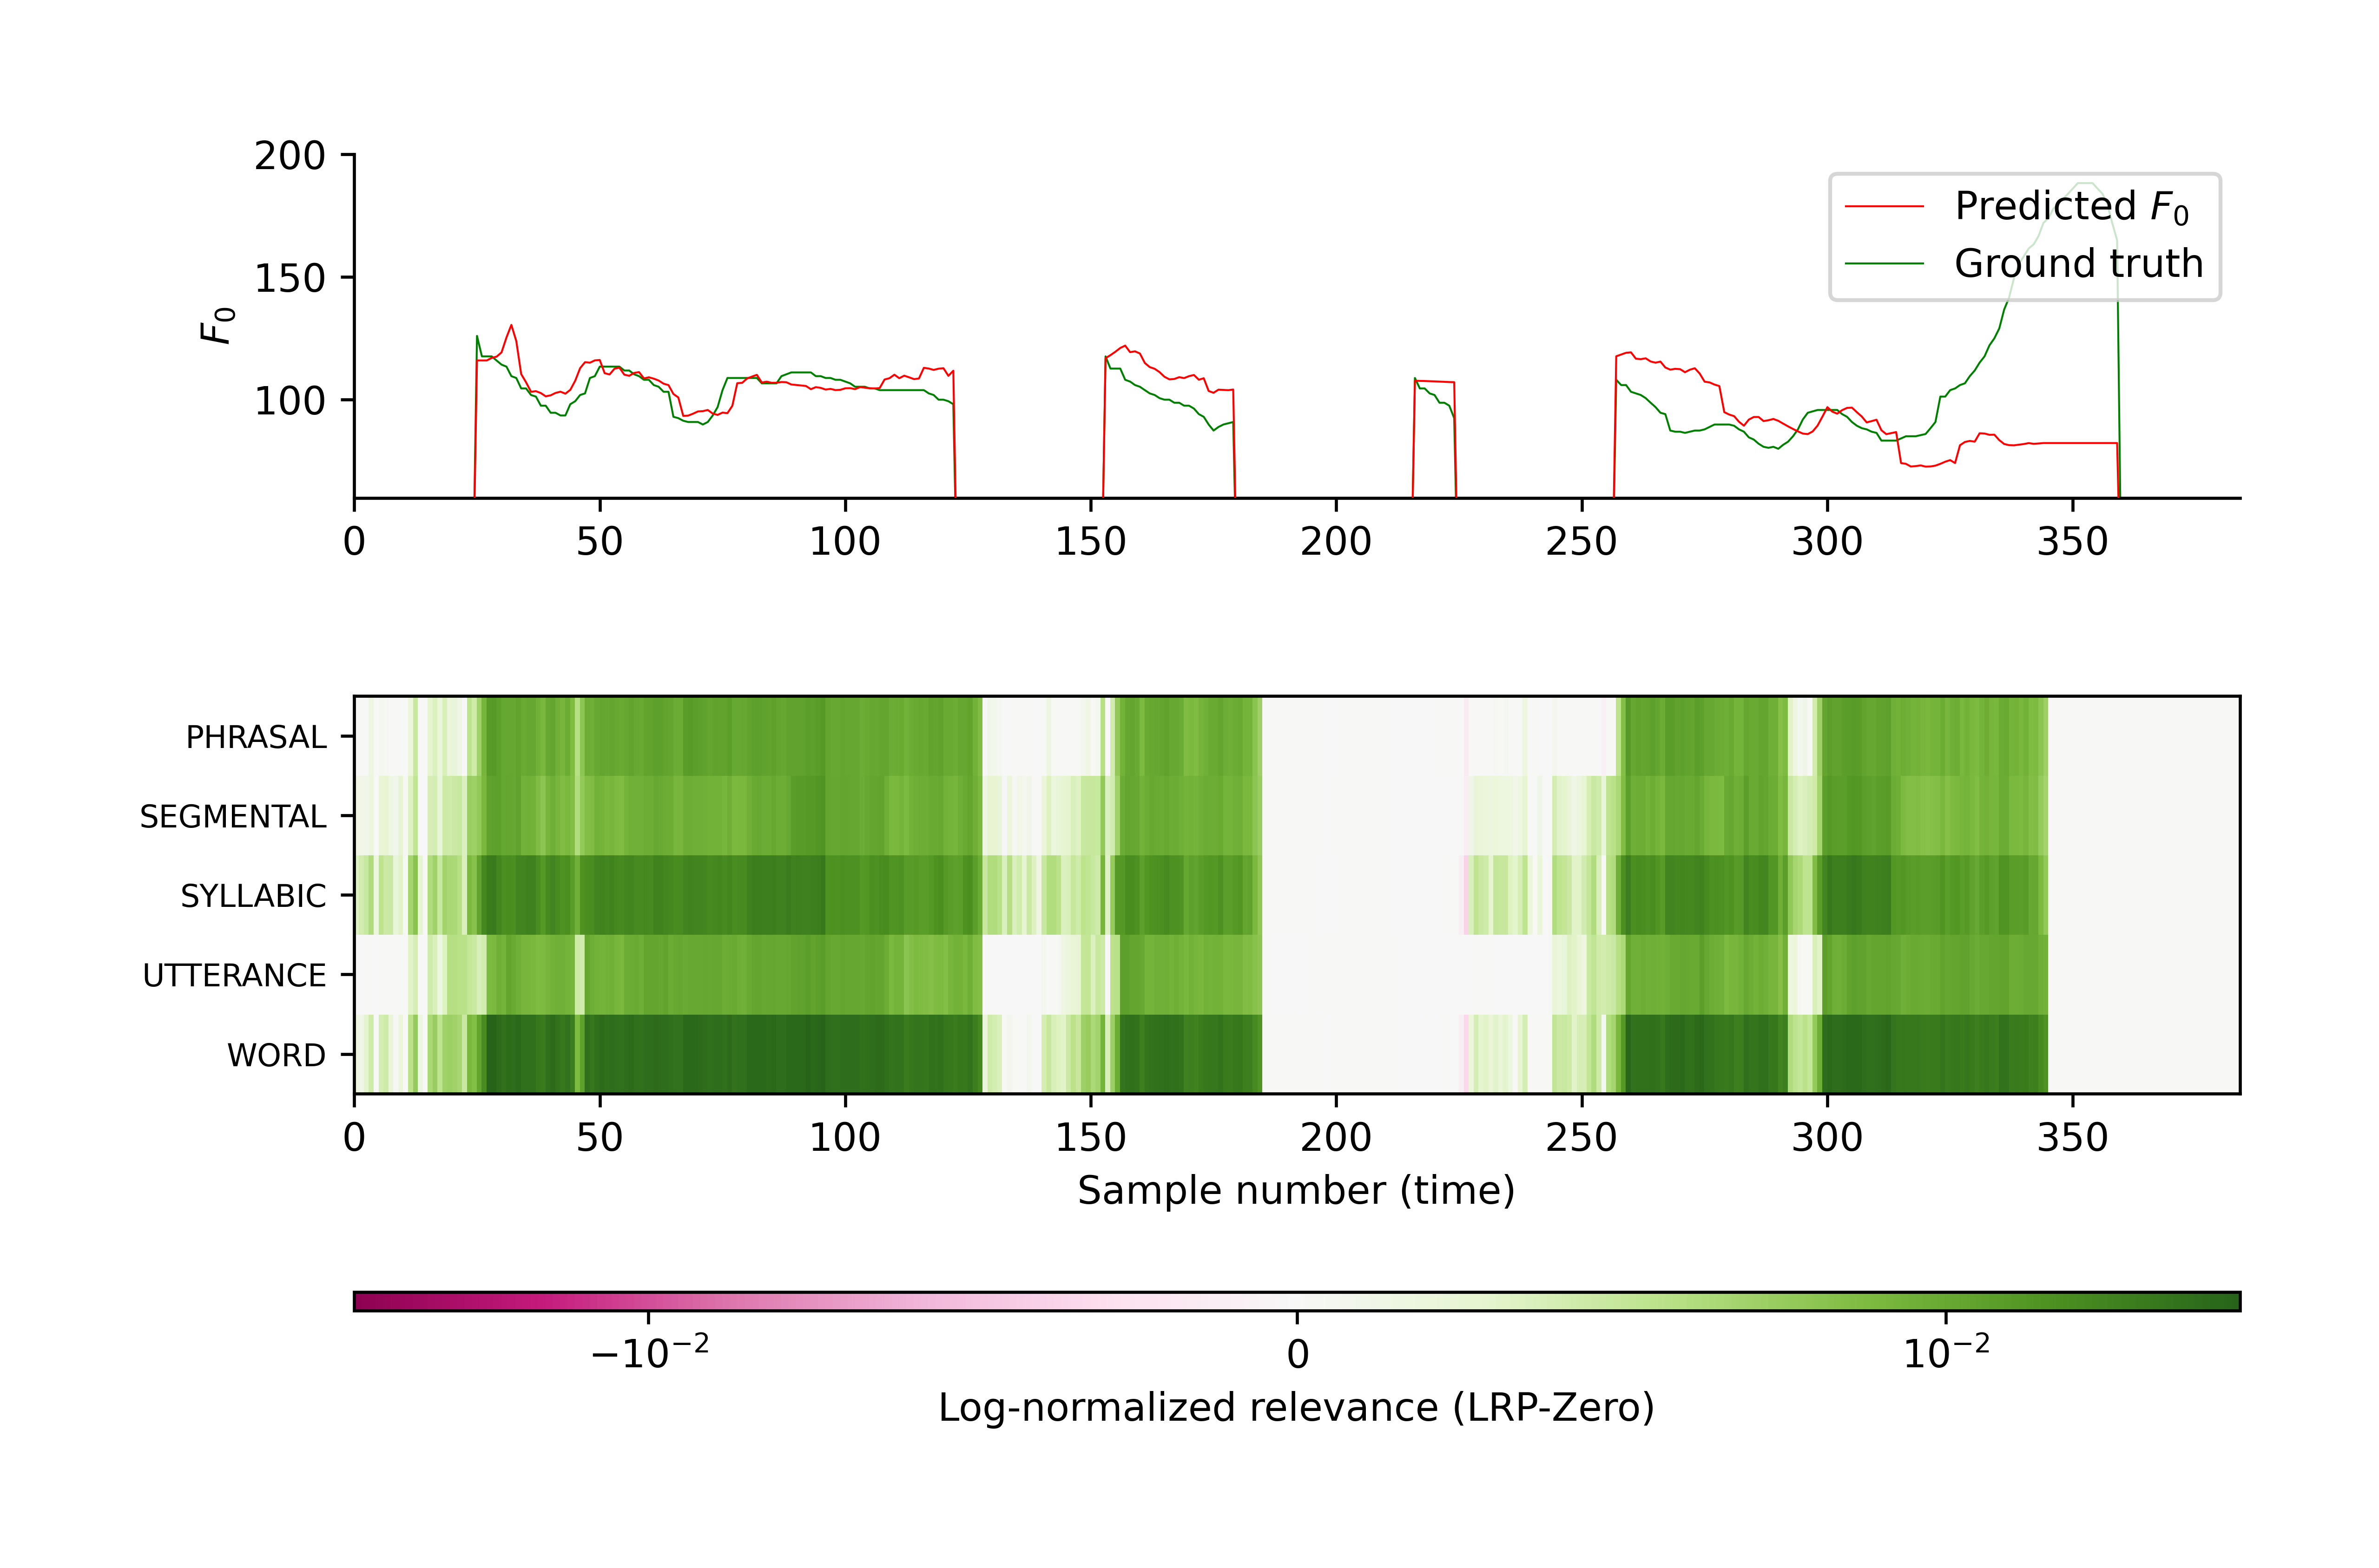 200
150
100
F₀
Predicted F₀
Ground truth
0 50 100 150 200 250 300 350
PHRASAL
SEGMENTAL
SYLLABIC
UTTERANCE
WORD
0 50 100 150 200 250 300 350
Sample number (time)
−10⁻² 0 10⁻²
Log-normalized relevance (LRP-Zero)